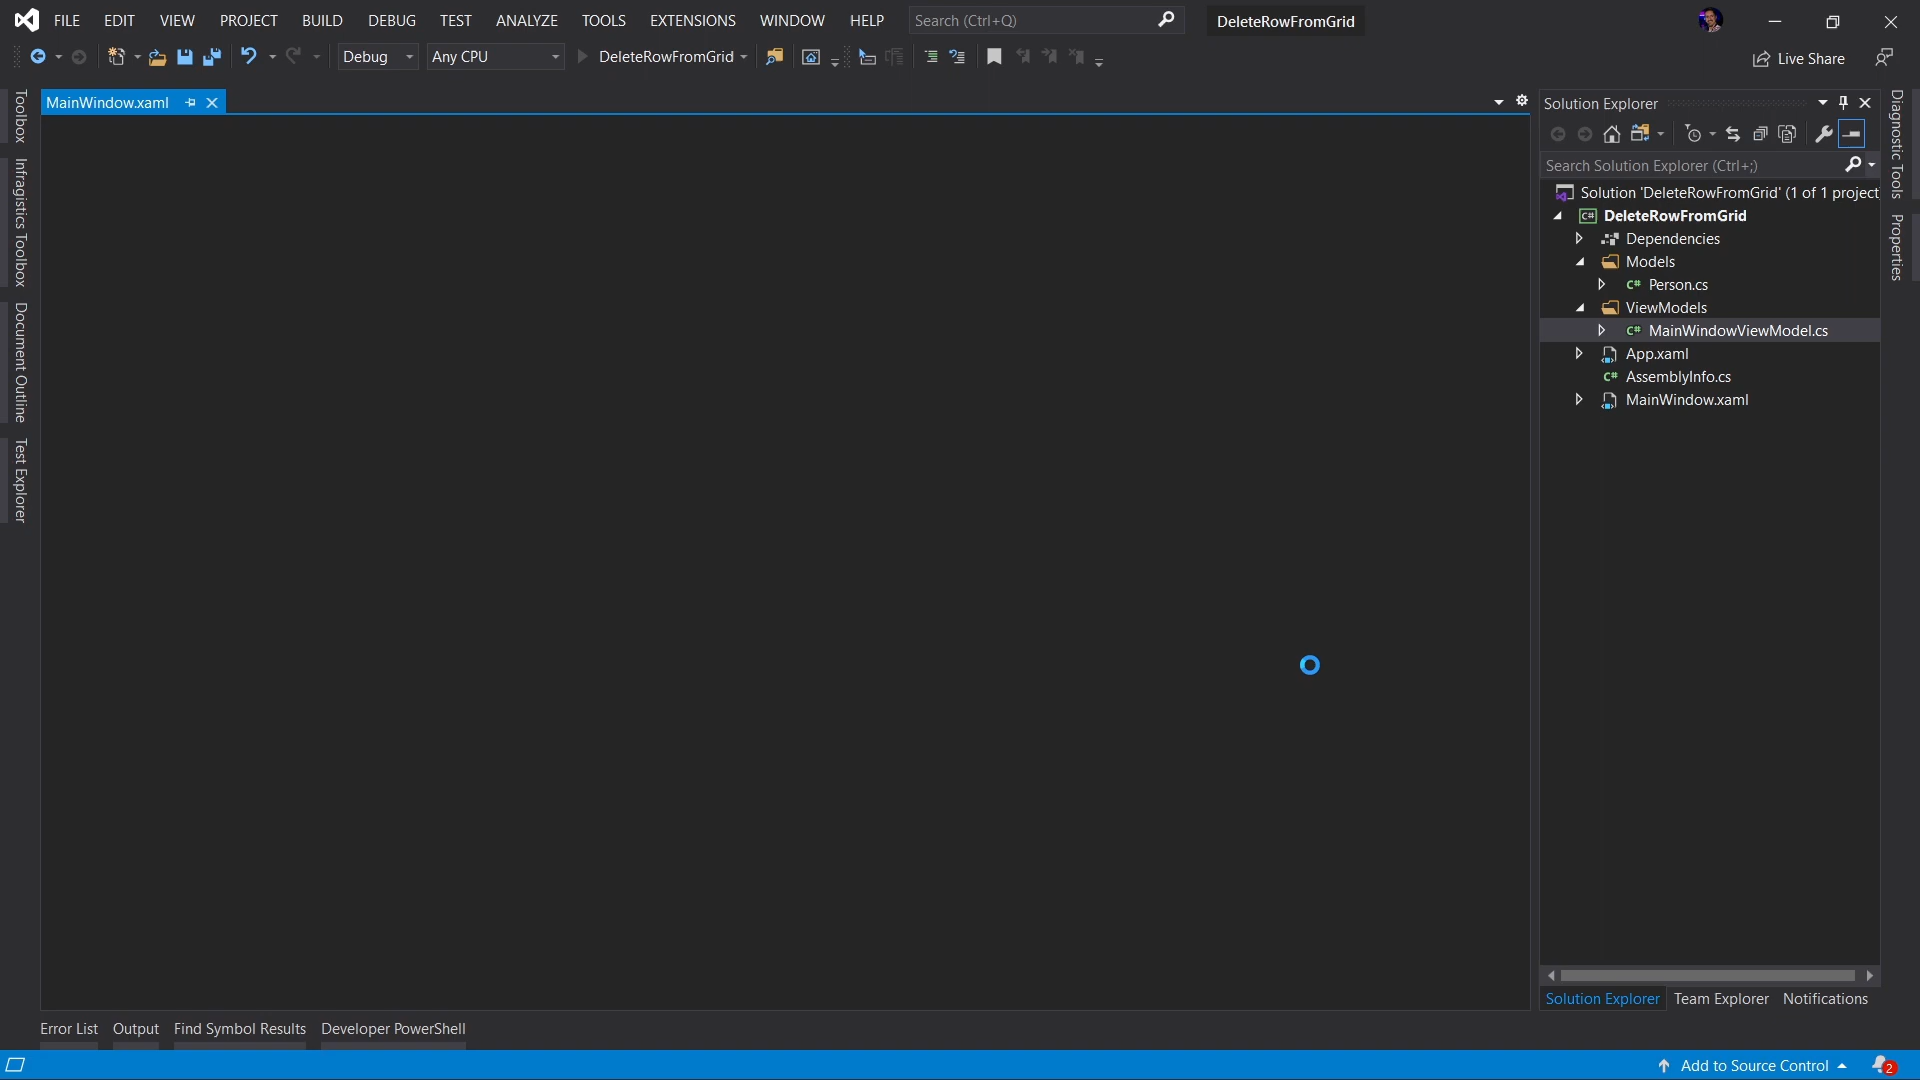 FILE EDIT VIEW PROJECT BUILD DEBUG TEST ANALYZE TOOLS EXTENSIONS WINDOW HELP Search (Ctrl+Q) DeleteRowFromGrid
Debug Any CPU DeleteRowFromGrid Live Share
Toolbox
Infragistics Toolbox
Document Outline
Test Explorer
MainWindow.xaml
Solution Explorer
Search Solution Explorer (Ctrl+;)
Solution 'DeleteRowFromGrid' (1 of 1 project
C# DeleteRowFromGrid
Dependencies
Models
C# Person.cs
ViewModels
C# MainWindowViewModel.cs
App.xaml
C# AssemblyInfo.cs
MainWindow.xaml
Solution Explorer Team Explorer Notifications
Diagnostic Tools
Properties
Error List Output Find Symbol Results Developer PowerShell
Add to Source Control 2